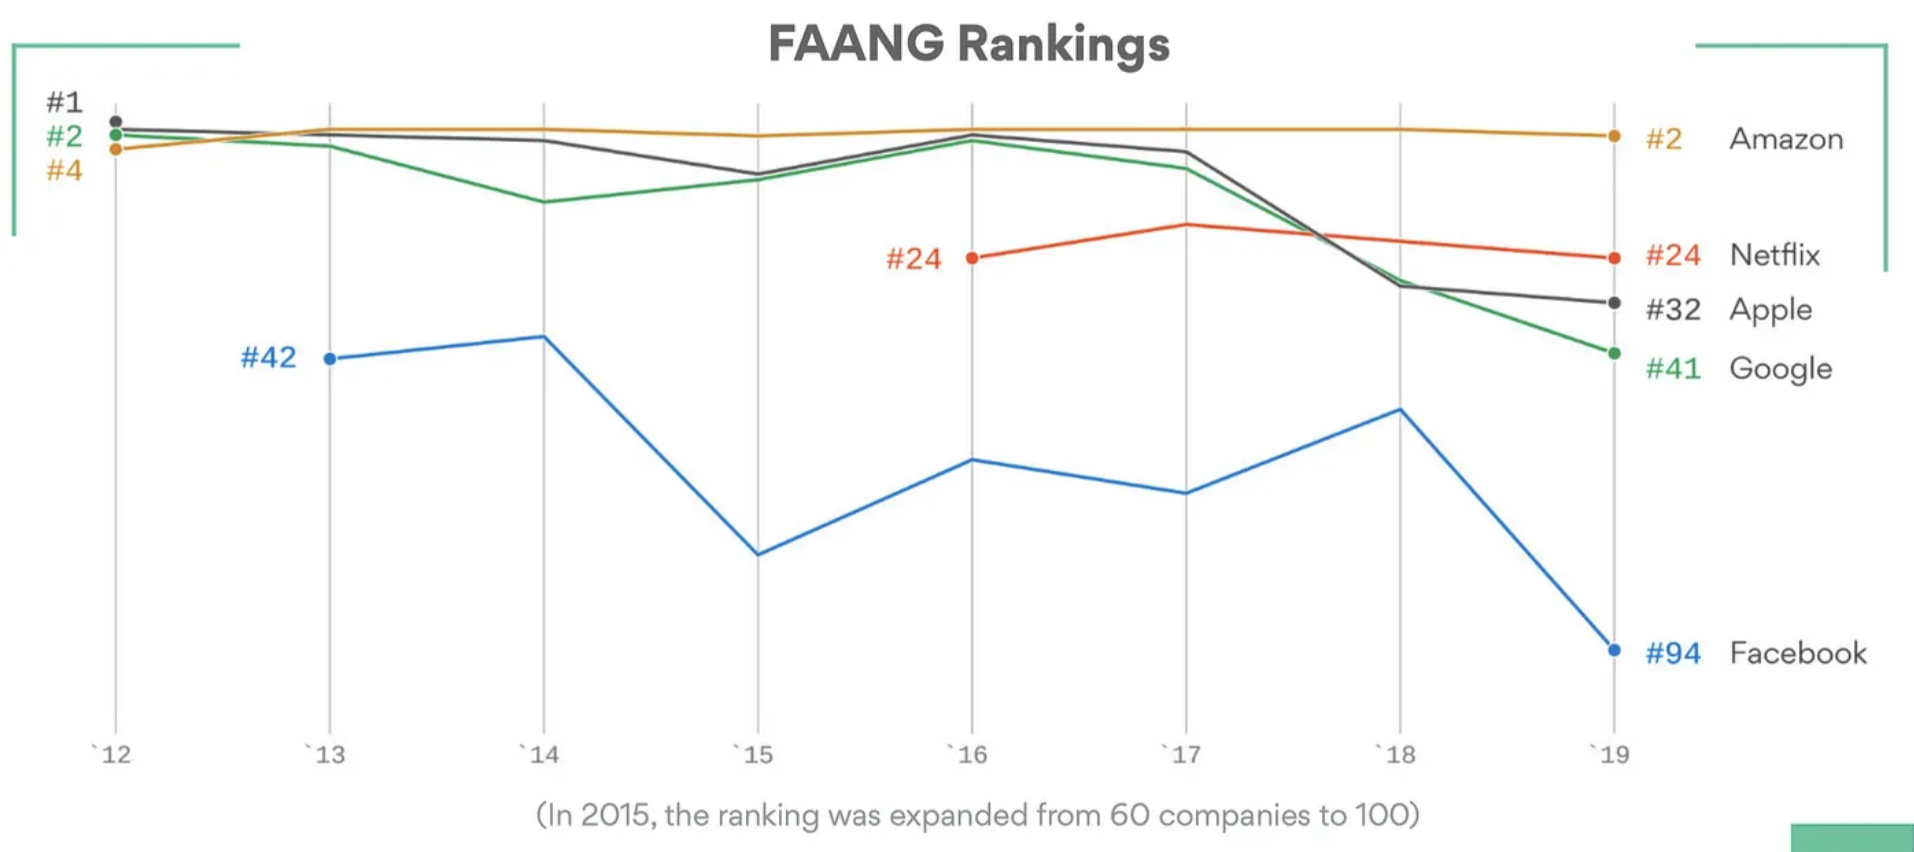 FAANG Rankings
#1
#2
#4
#42
#24
#2 Amazon
#24 Netflix
#32 Apple
#41 Google
#94 Facebook
`12 `13 `14 `15 `16 `17 `18 `19
(In 2015, the ranking was expanded from 60 companies to 100)